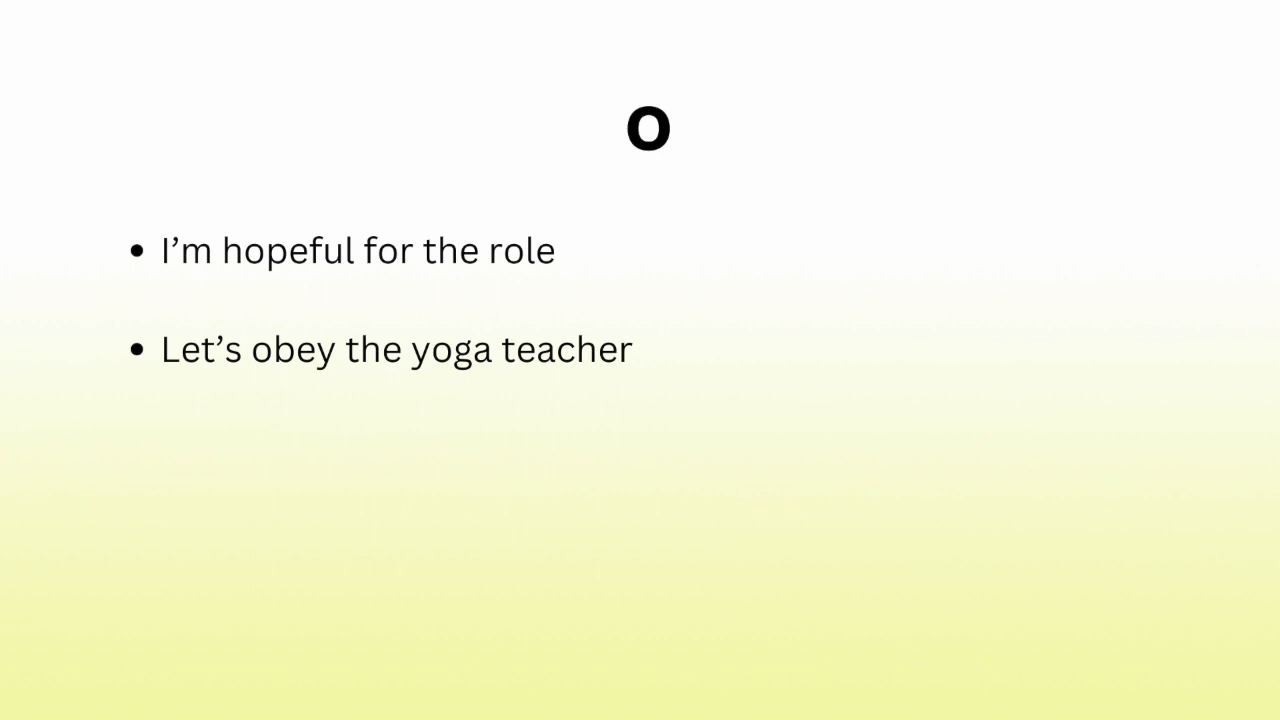 o
• I’m hopeful for the role
• Let’s obey the yoga teacher